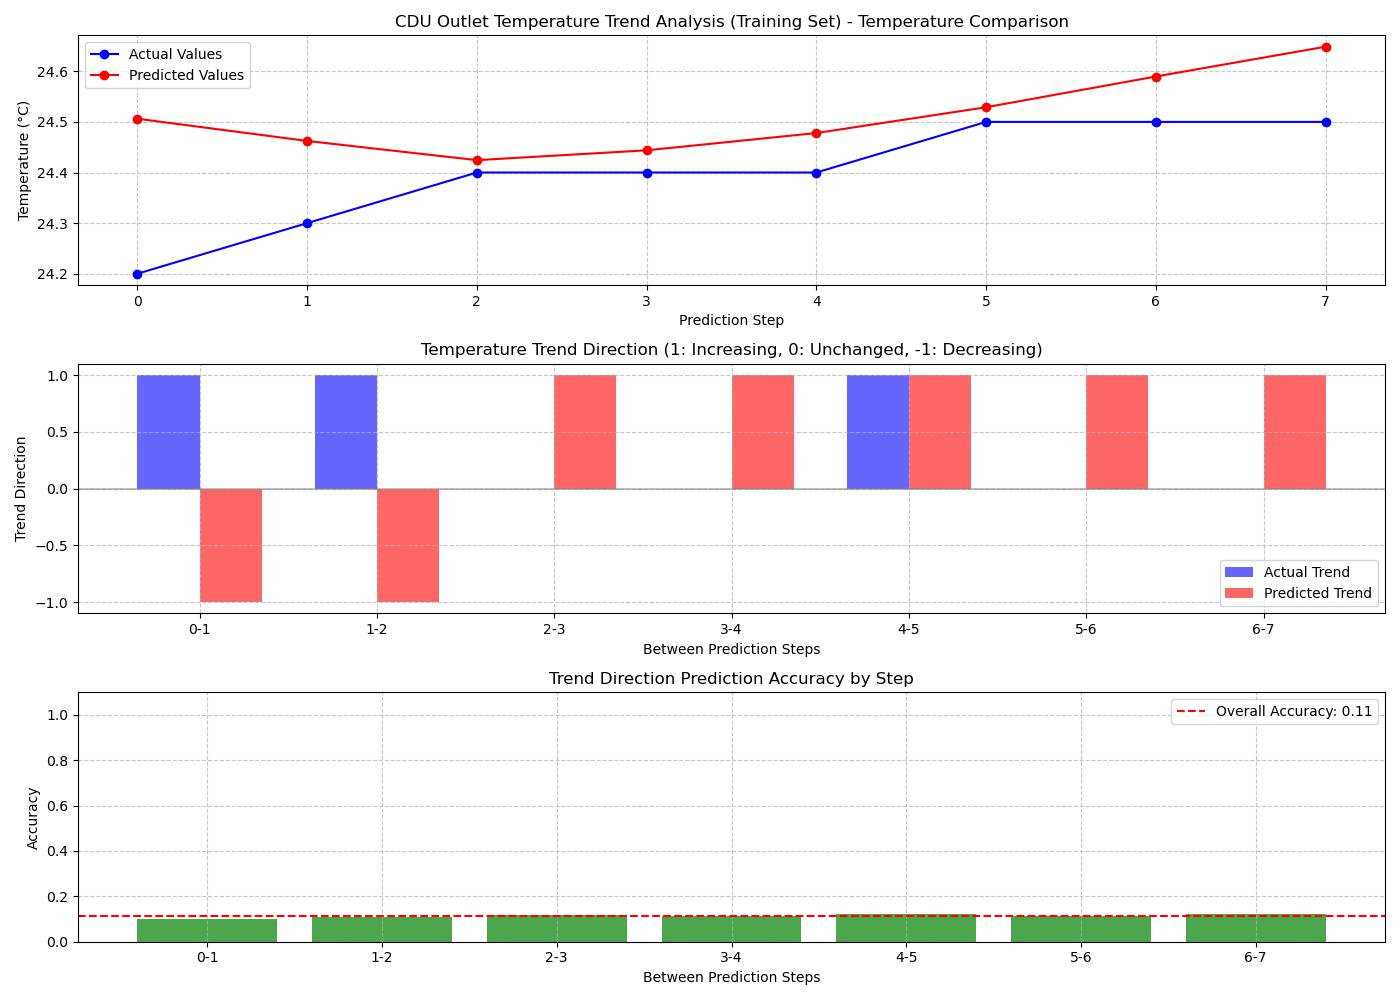 CDU Outlet Temperature Trend Analysis (Training Set) - Temperature Comparison
Actual Values
Predicted Values
Temperature (°C)
24.6
24.5
24.4
24.3
24.2
0 1 2 3 4 5 6 7
Prediction Step
Temperature Trend Direction (1: Increasing, 0: Unchanged, -1: Decreasing)
Trend Direction
1.0
0.5
0.0
−0.5
−1.0
Actual Trend
Predicted Trend
0-1 1-2 2-3 3-4 4-5 5-6 6-7
Between Prediction Steps
Trend Direction Prediction Accuracy by Step
Overall Accuracy: 0.11
Accuracy
1.0
0.8
0.6
0.4
0.2
0.0
0-1 1-2 2-3 3-4 4-5 5-6 6-7
Between Prediction Steps